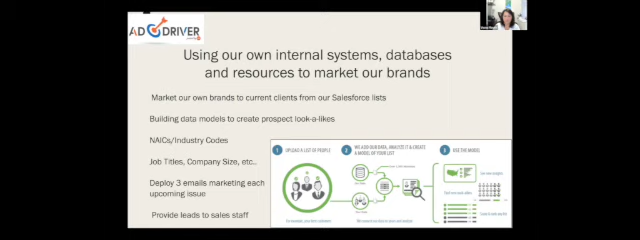 AD DRIVER
Using our own internal systems, databases
and resources to market our brands
Market our own brands to current clients from our Salesforce lists
Building data models to create prospect look-a-likes
NAICs/Industry Codes
Job Titles, Company Size, etc..
Deploy 3 emails marketing each
upcoming issue
Provide leads to sales staff
1 UPLOAD A LIST OF PEOPLE
2 WE ADD OUR DATA, ANALYZE IT & CREATE
A MODEL OF YOUR LIST
3 USE THE MODEL